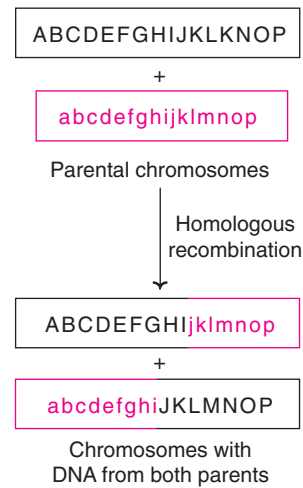 ABCDEFGHIJKLKNOP
+
abcdefghijklmnop
Parental chromosomes
Homologous
recombination
ABCDEFGHIjklmnop
+
abcdefghiJKLMNOP
Chromosomes with
DNA from both parents